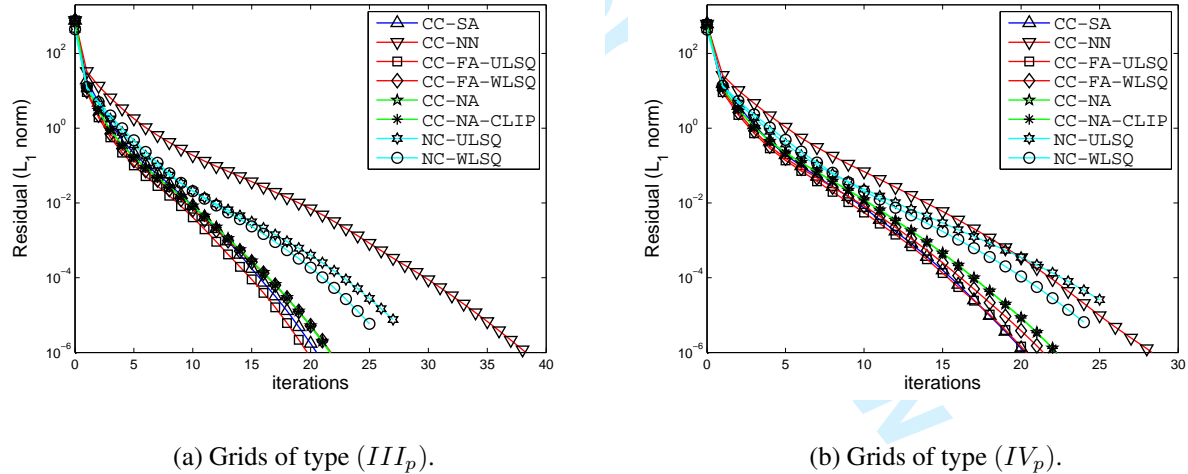 10^2
10^0
10^-2
10^-4
10^-6
Residual (L_1 norm)
0 5 10 15 20 25 30 35 40
iterations
CC-SA
CC-NN
CC-FA-ULSQ
CC-FA-WLSQ
CC-NA
CC-NA-CLIP
NC-ULSQ
NC-WLSQ
(a) Grids of type (III_p).
10^2
10^0
10^-2
10^-4
10^-6
Residual (L_1 norm)
0 5 10 15 20 25 30
iterations
CC-SA
CC-NN
CC-FA-ULSQ
CC-FA-WLSQ
CC-NA
CC-NA-CLIP
NC-ULSQ
NC-WLSQ
(b) Grids of type (IV_p).